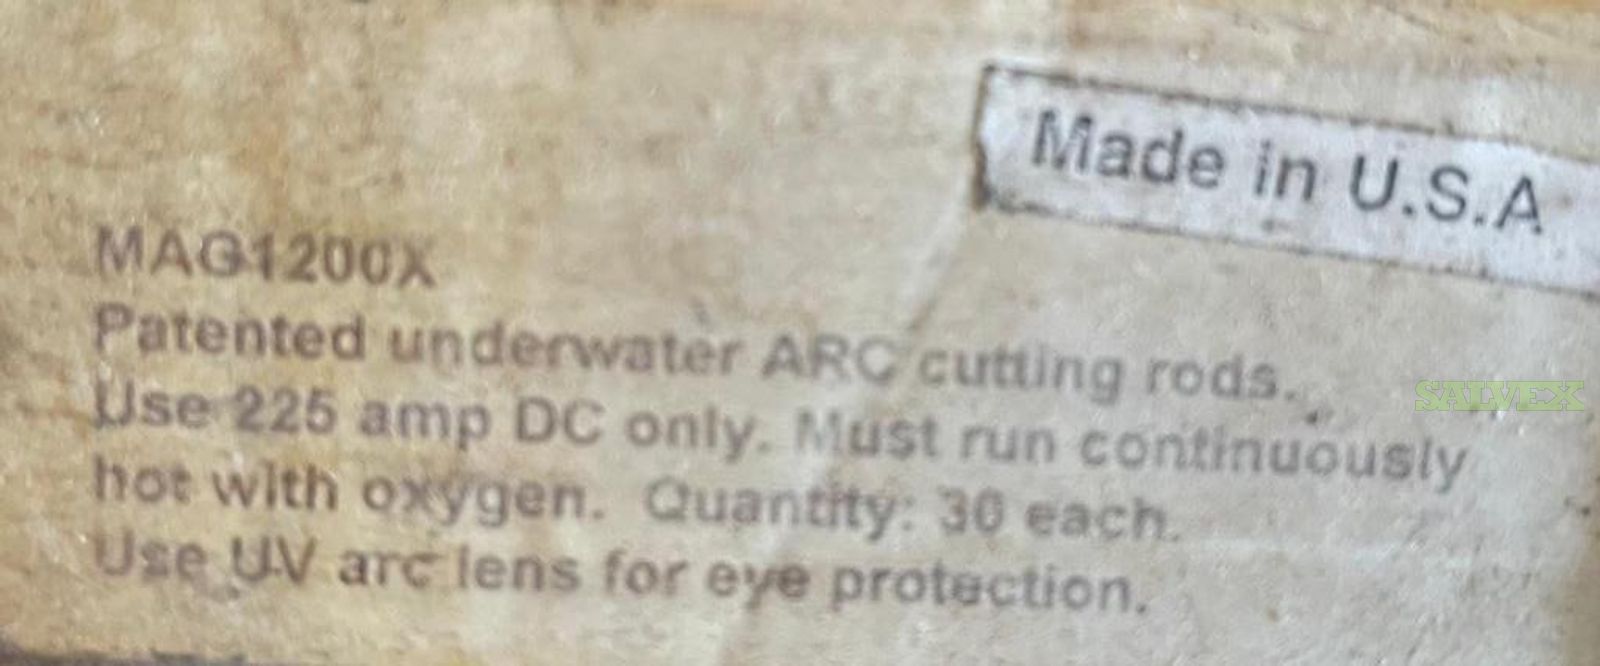 Made in U.S.A
MAG1200X
Patented underwater ARC cutting rods.
Use 225 amp DC only. Must run continuously
hot with oxygen. Quantity: 30 each.
Use UV arc lens for eye protection.
SALVEX